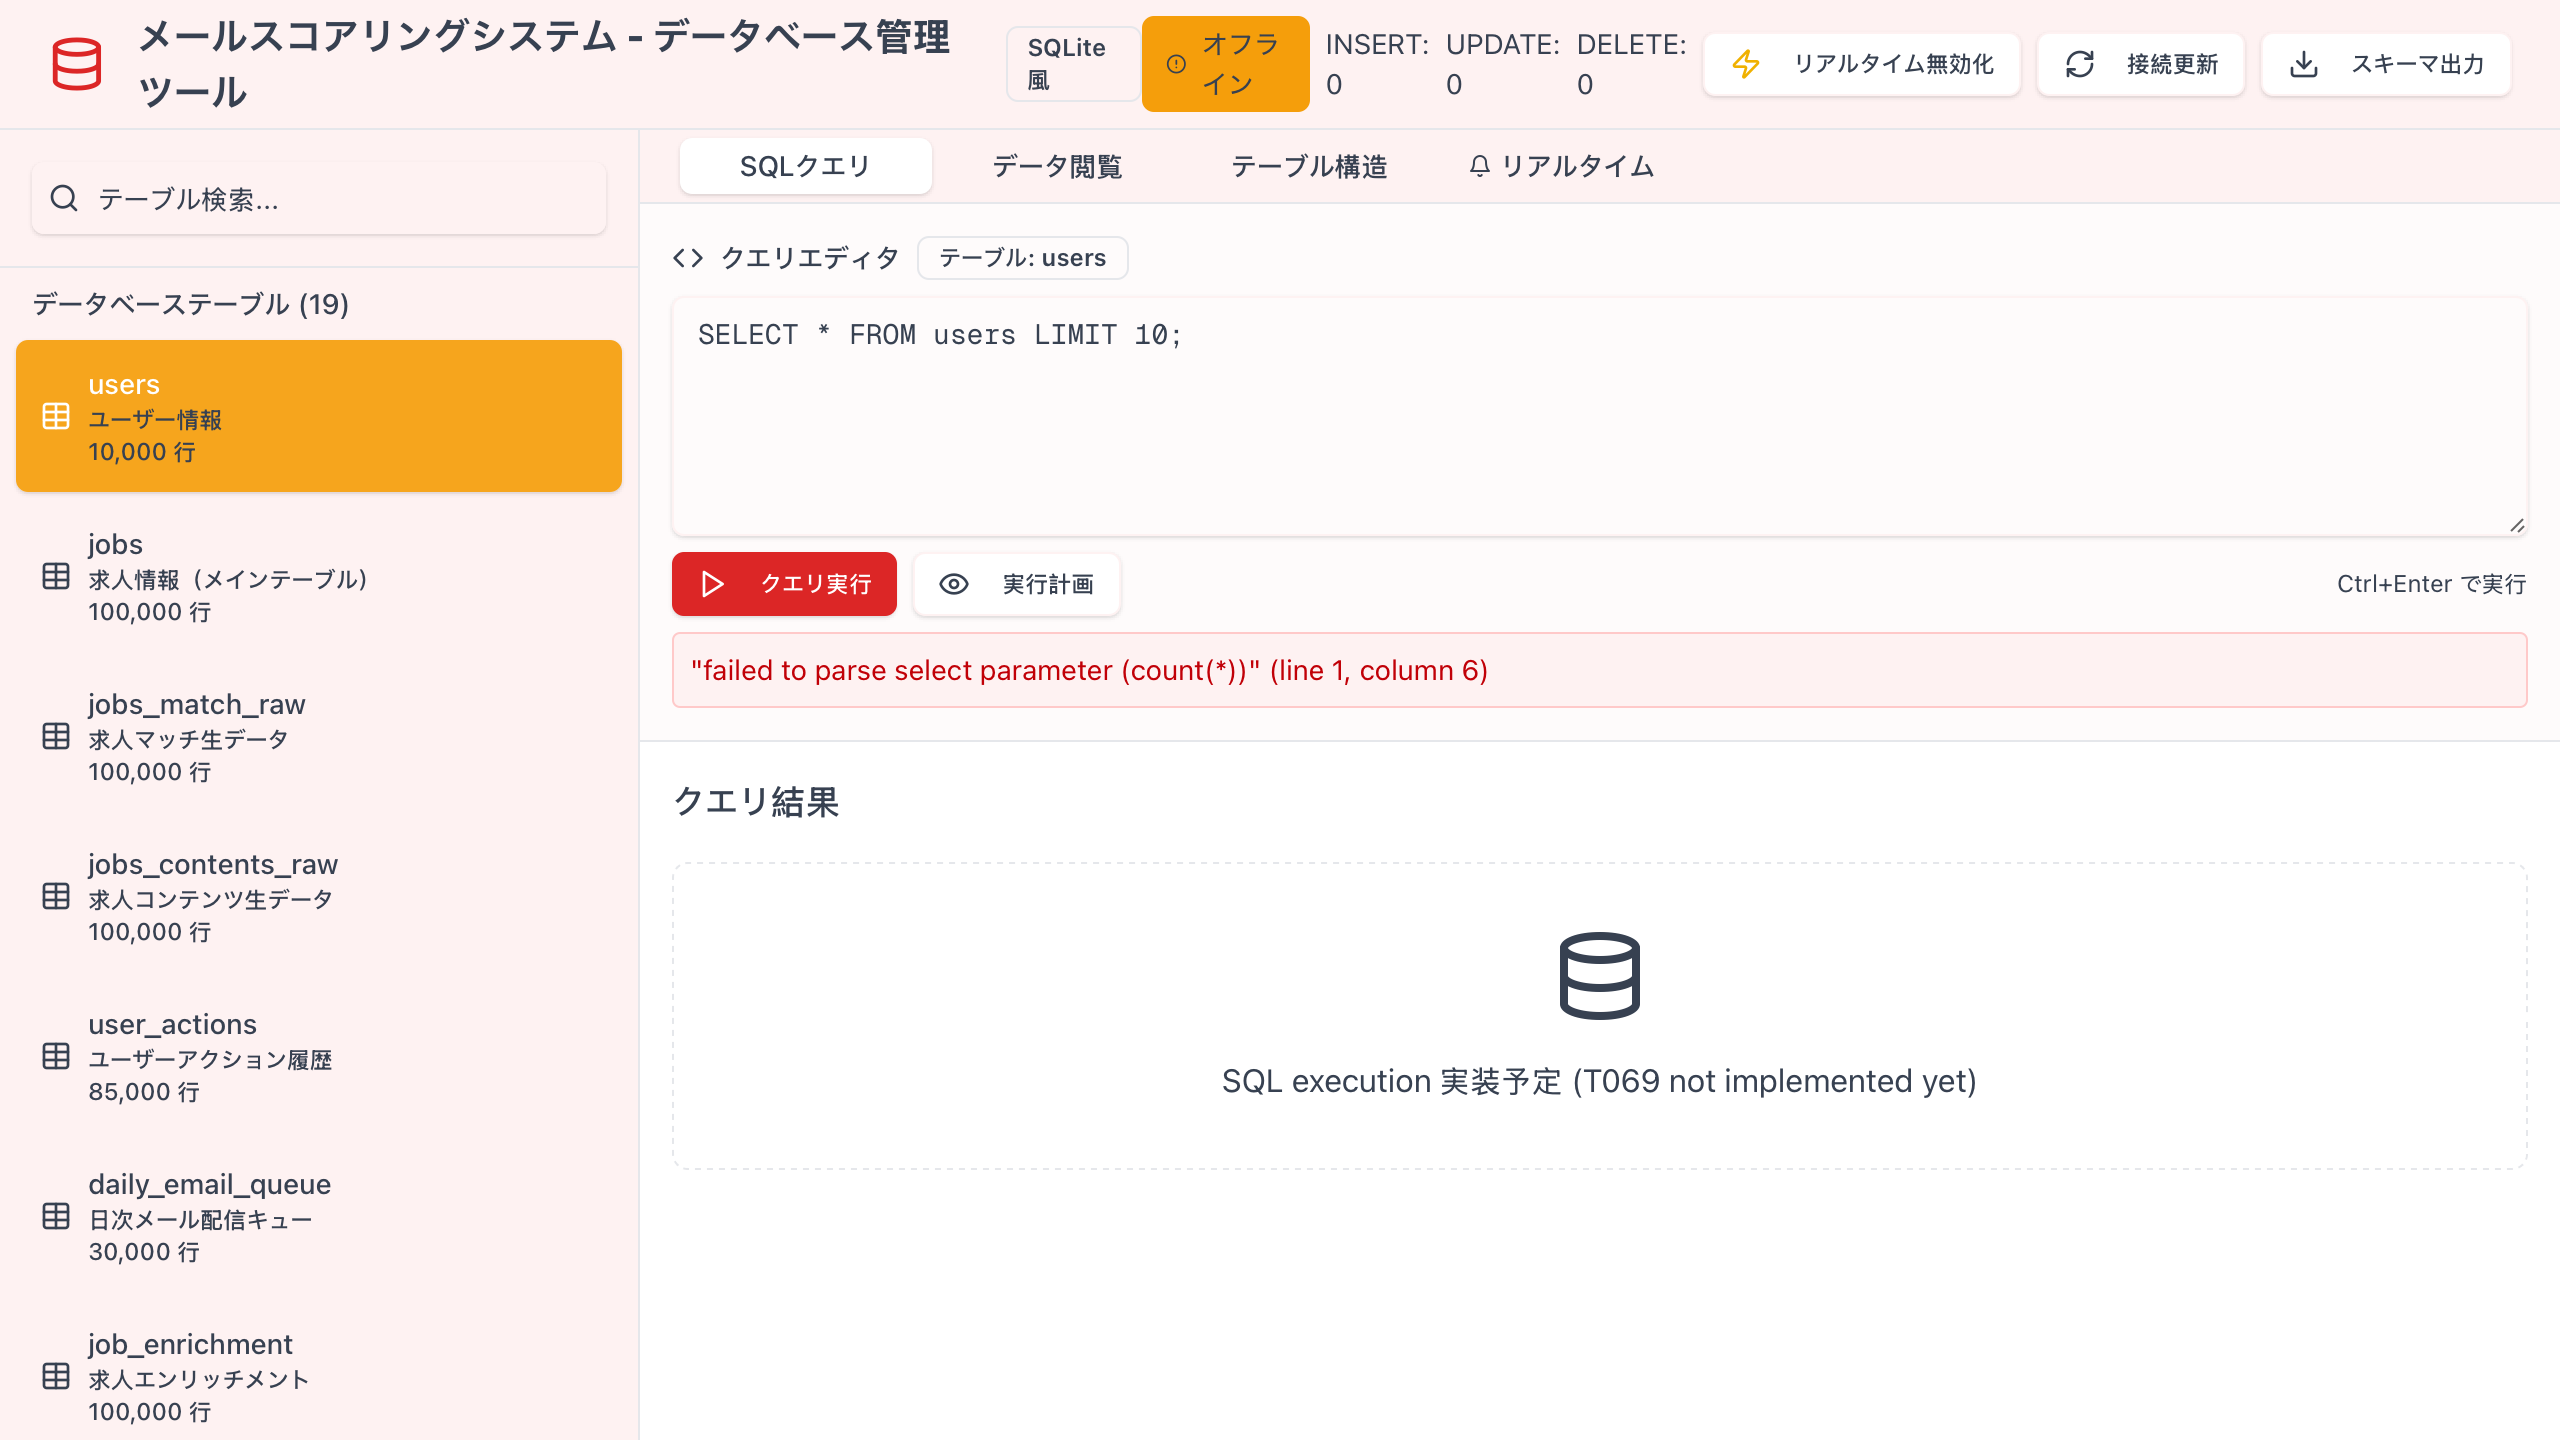 メールスコアリングシステム - データベース管理
ツール
SQLite
風
オフラ
イン
INSERT:
0
UPDATE:
0
DELETE:
0
リアルタイム無効化
接続更新
スキーマ出力
テーブル検索...
データベーステーブル (19)
users
ユーザー情報
10,000 行
jobs
求人情報（メインテーブル）
100,000 行
jobs_match_raw
求人マッチ生データ
100,000 行
jobs_contents_raw
求人コンテンツ生データ
100,000 行
user_actions
ユーザーアクション履歴
85,000 行
daily_email_queue
日次メール配信キュー
30,000 行
job_enrichment
求人エンリッチメント
100,000 行
SQLクエリ
データ閲覧
テーブル構造
リアルタイム
クエリエディタ
テーブル: users
SELECT * FROM users LIMIT 10;
クエリ実行
実行計画
Ctrl+Enter で実行
"failed to parse select parameter (count(*))" (line 1, column 6)
クエリ結果
SQL execution 実装予定 (T069 not implemented yet)